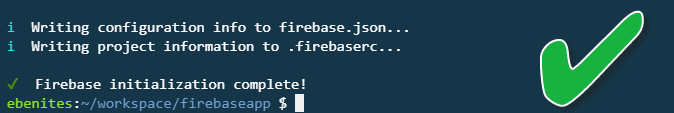 i  Writing configuration info to firebase.json...
i  Writing project information to .firebaserc...
✔  Firebase initialization complete!
ebenites:~/workspace/firebaseapp $